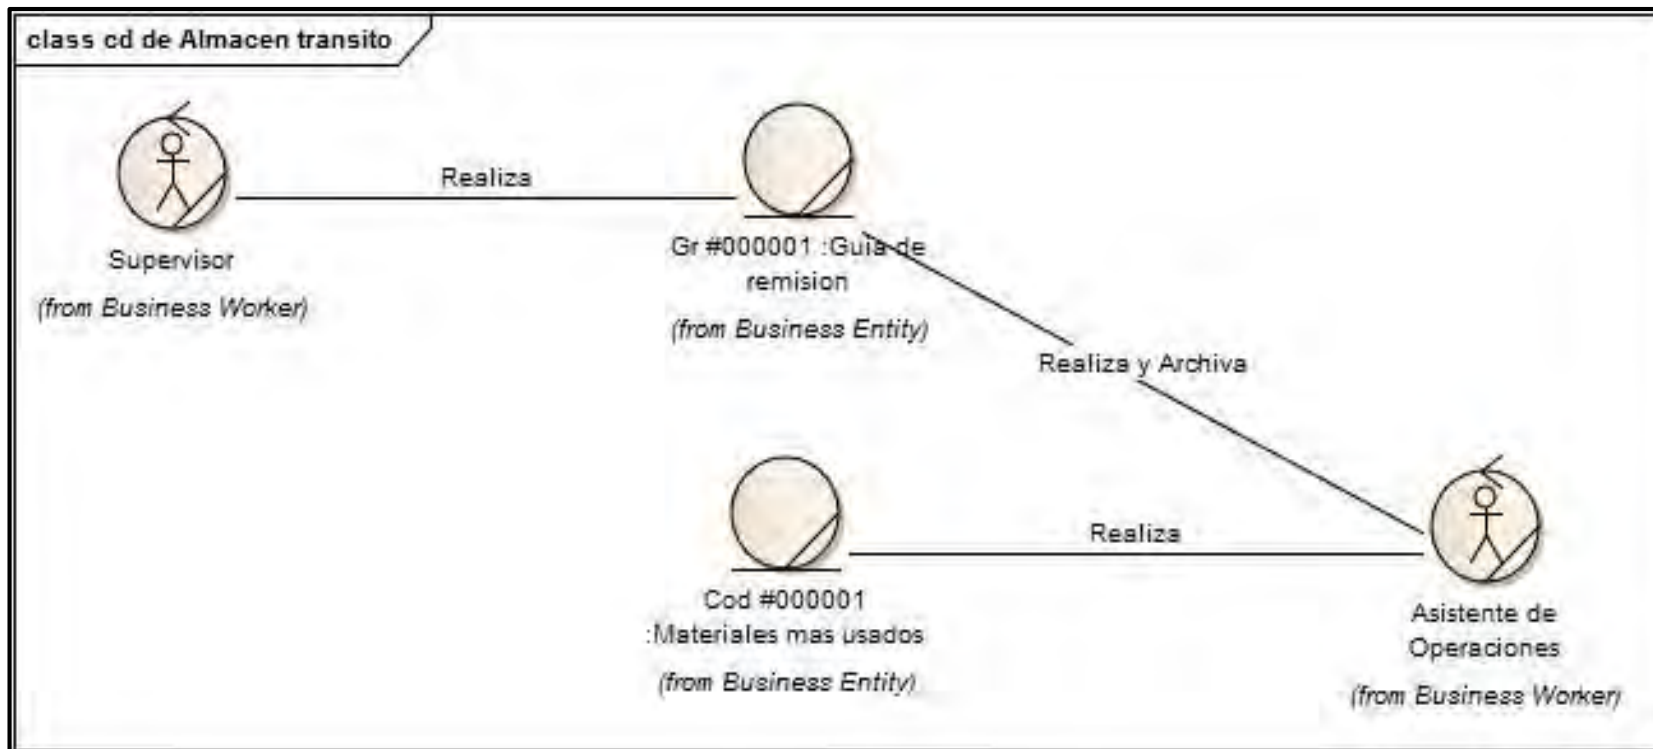 class cd de Almacen transito
Realiza
Supervisor
(from Business Worker)
Gr #000001 :Guia de
remision
(from Business Entity)
Realiza y Archiva
Realiza
Cod #000001
:Materiales mas usados
(from Business Entity)
Asistente de
Operaciones
(from Business Worker)